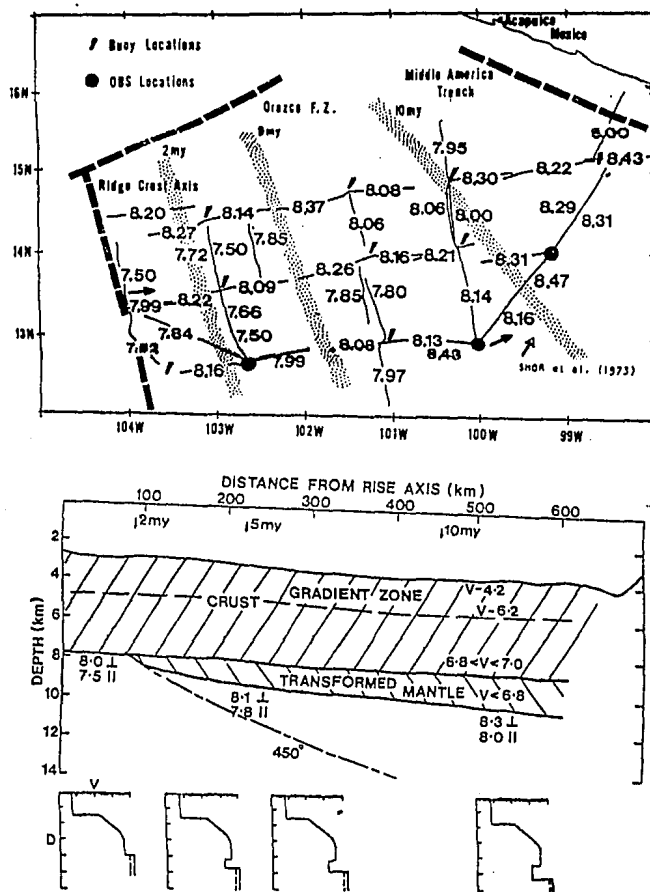 Acapulco
Mexico
Buoy Locations
OBS Locations
Middle America
Trench
Orozco F.Z.
16N
10my
9my
6.00
2my
7.95
15N
8.22
8.43
Ridge Crest Axis
8.30
8.08
8.37
8.20
8.14
8.06
8.00
8.29
8.31
8.27
8.06
7.50
7.85
7.72
14N
8.16
8.21
8.31
8.26
7.50
8.09
8.47
7.80
7.85
8.22
7.99
7.66
8.14
8.16
7.84
7.50
13N
8.08
8.13
8.43
7.99
8.16
7.97
SHOR et al. (1973)
104W 103W 102W 101W 100W 99W
DISTANCE FROM RISE AXIS (km)
100 200 300 400 500 600
2my 5my 10my
2
4
6
8
10
12
14
DEPTH (km)
GRADIENT ZONE
V-4.2
CRUST
V-6.2
6.8<V<7.0
8.0 ⊥
7.5 ||
TRANSFORMED MANTLE
V<6.8
8.1 ⊥
7.8 ||
8.3 ⊥
8.0 ||
450°
V
D